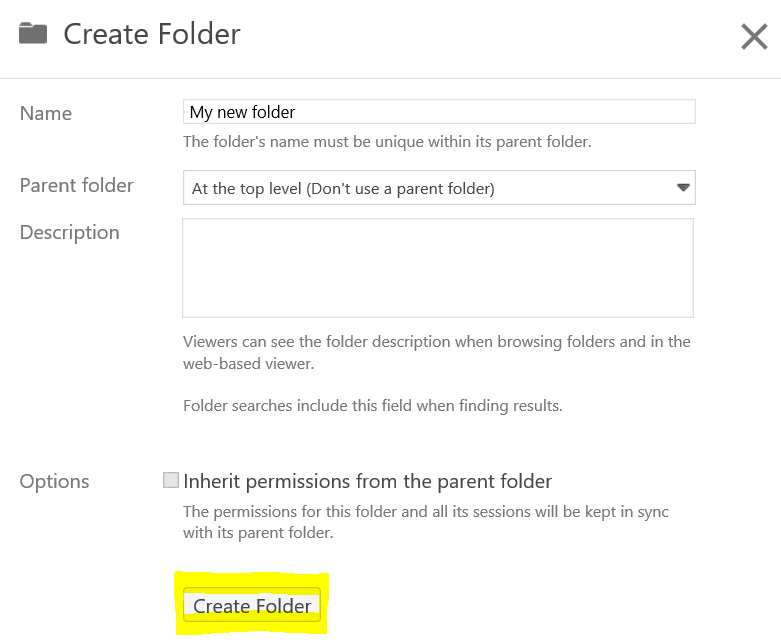 Create Folder
Name
My new folder
The folder's name must be unique within its parent folder.
Parent folder
At the top level (Don't use a parent folder)
Description
Viewers can see the folder description when browsing folders and in the
web-based viewer.
Folder searches include this field when finding results.
Options
Inherit permissions from the parent folder
The permissions for this folder and all its sessions will be kept in sync
with its parent folder.
Create Folder